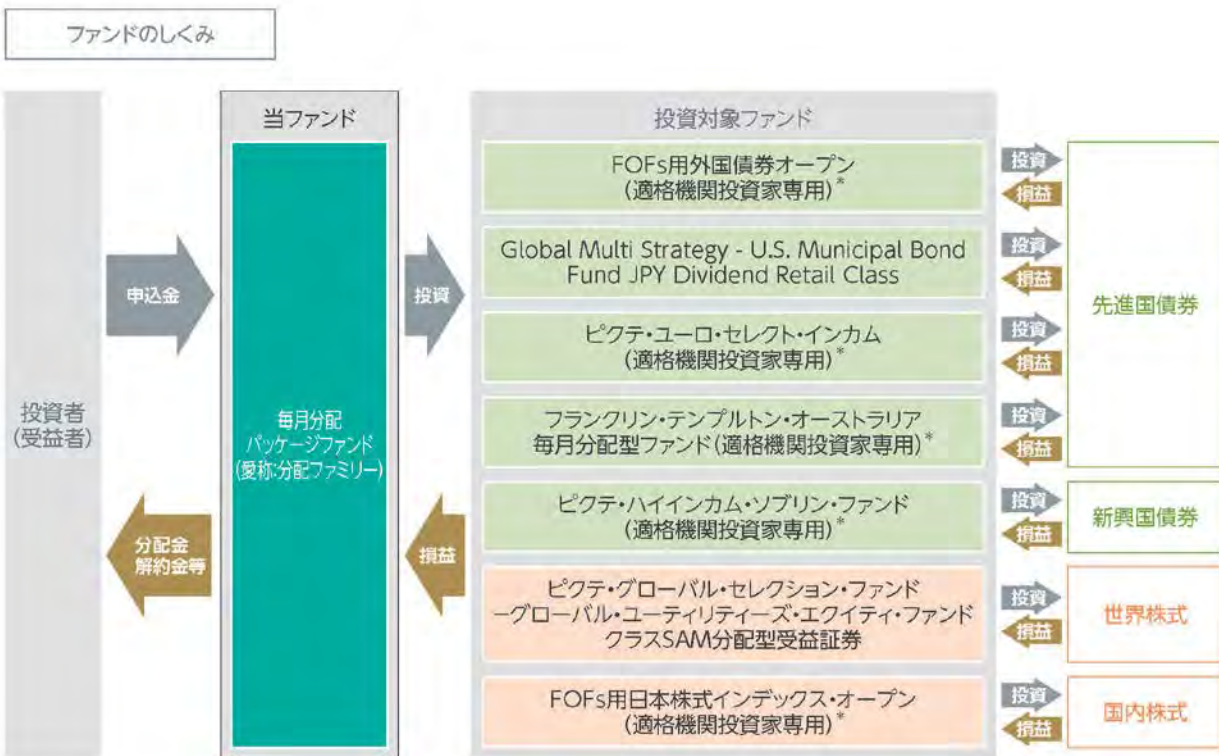 ファンドのしくみ
当ファンド
投資対象ファンド
投資者
(受益者)
申込金
分配金
解約金等
毎月分配
パッケージファンド
(愛称:分配ファミリー)
投資
損益
FOFs用外国債券オープン
(適格機関投資家専用)*
投資
損益
Global Multi Strategy - U.S. Municipal Bond
Fund JPY Dividend Retail Class
投資
損益
ピクテ・ユーロ・セレクト・インカム
(適格機関投資家専用)*
投資
損益
フランクリン・テンプルトン・オーストラリア
毎月分配型ファンド(適格機関投資家専用)*
投資
損益
先進国債券
ピクテ・ハイインカム・ソブリン・ファンド
(適格機関投資家専用)*
投資
損益
新興国債券
ピクテ・グローバル・セレクション・ファンド
−グローバル・ユーティリティーズ・エクイティ・ファンド
クラスSAM分配型受益証券
投資
損益
世界株式
FOFs用日本株式インデックス・オープン
(適格機関投資家専用)*
投資
損益
国内株式